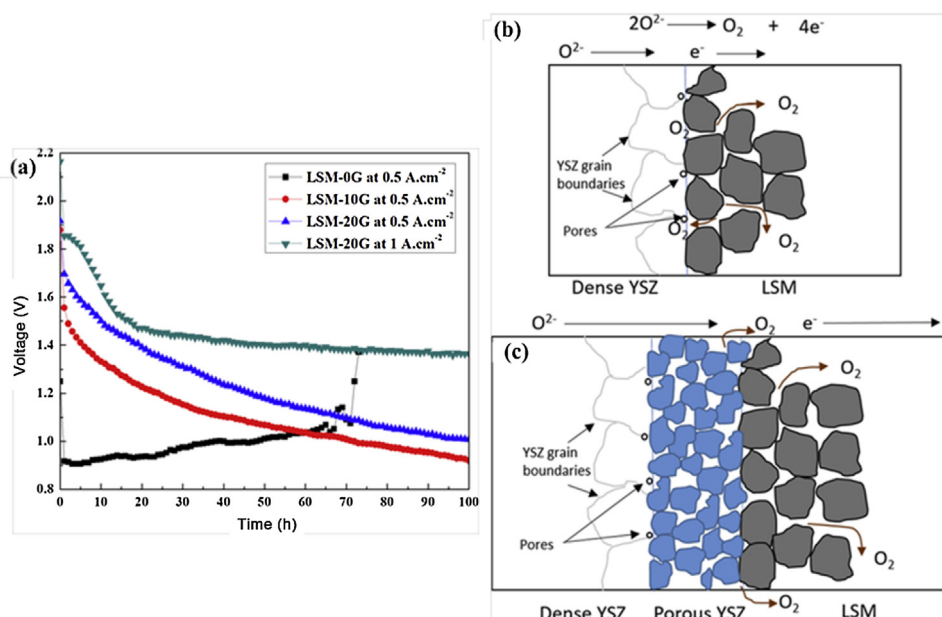 (a)
2.2
2.0
1.8
1.6
1.4
1.2
1.0
0.8
Voltage (V)
LSM-0G at 0.5 A.cm⁻²
LSM-10G at 0.5 A.cm⁻²
LSM-20G at 0.5 A.cm⁻²
LSM-20G at 1 A.cm⁻²
0 10 20 30 40 50 60 70 80 90 100
Time (h)
(b)
2O²⁻ → O₂ + 4e⁻
O²⁻ → e⁻ →
O₂
O₂
YSZ grain
boundaries
Pores
O₂
O₂
Dense YSZ LSM
(c)
O²⁻ → O₂ e⁻ →
O₂
YSZ grain
boundaries
Pores
O₂
O₂
Dense YSZ Porous YSZ LSM